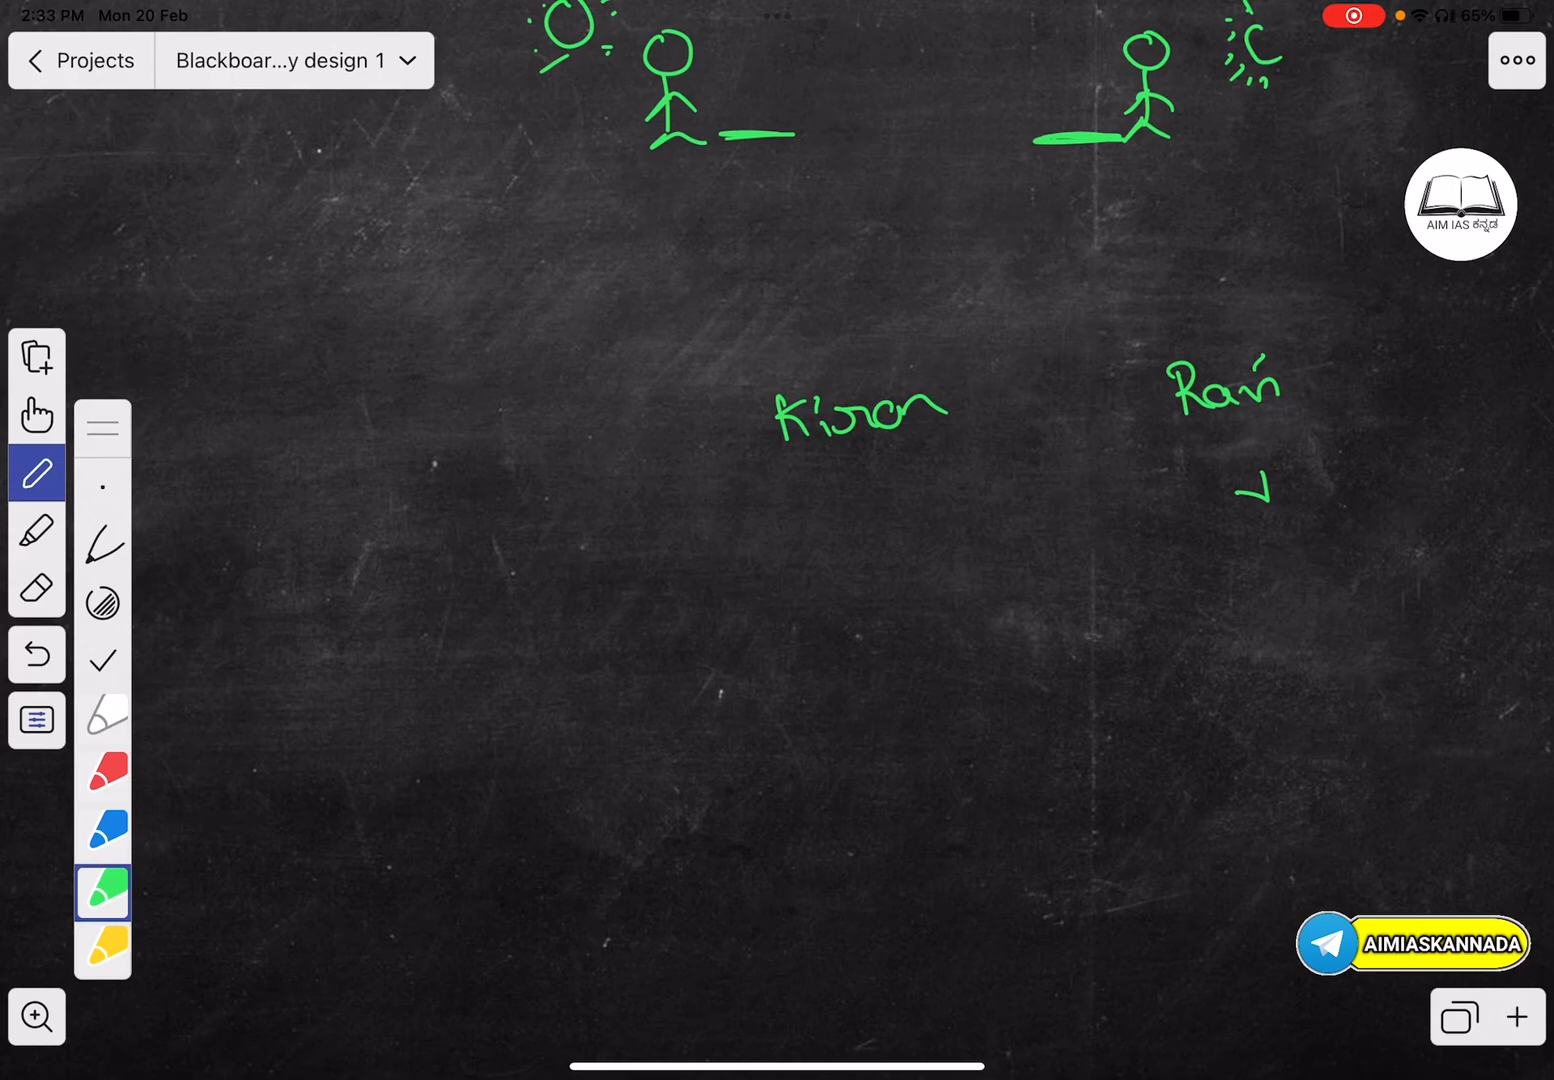 2:33 PM Mon 20 Feb
65%
Projects
Blackboar...y design 1
AIM IAS ಕನ್ನಡ
Kiran
Ravi
AIMIASKANNADA